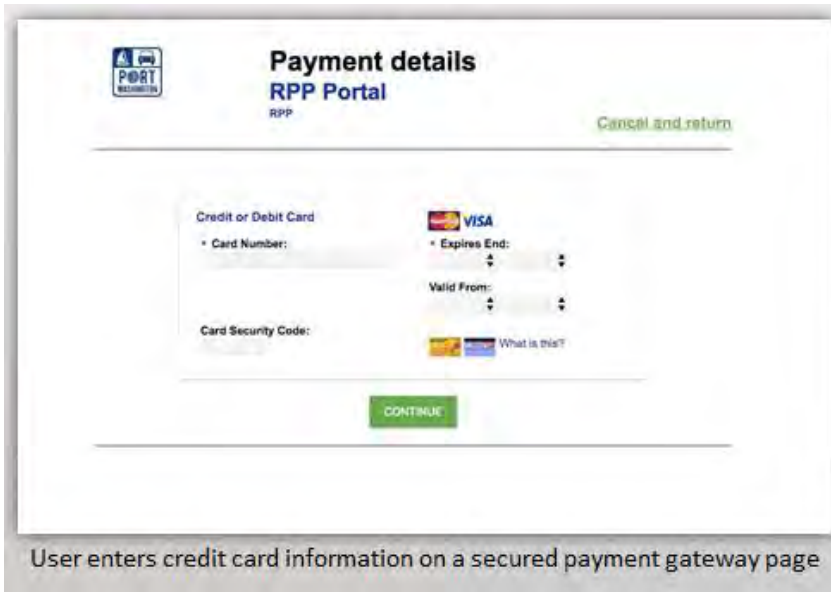 PORT
WASHINGTON
Payment details
RPP Portal
RPP
Cancel and return
Credit or Debit Card
VISA
* Card Number:
* Expires End:
Valid From:
Card Security Code:
What is this?
CONTINUE
User enters credit card information on a secured payment gateway page